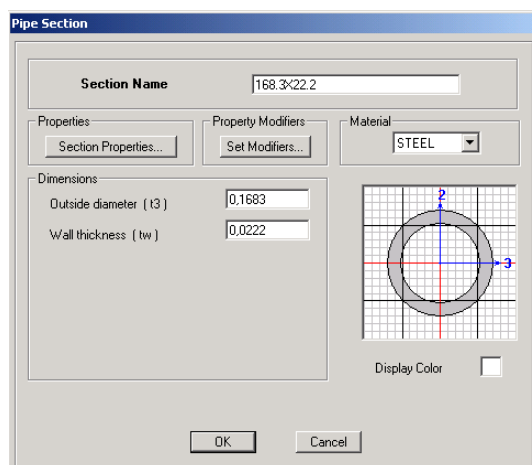 Pipe Section
Section Name 168.3X22.2
Properties Property Modifiers Material
Section Properties... Set Modifiers... STEEL
Dimensions
Outside diameter ( t3 ) 0,1683
Wall thickness ( tw ) 0,0222
2
3
Display Color
OK Cancel